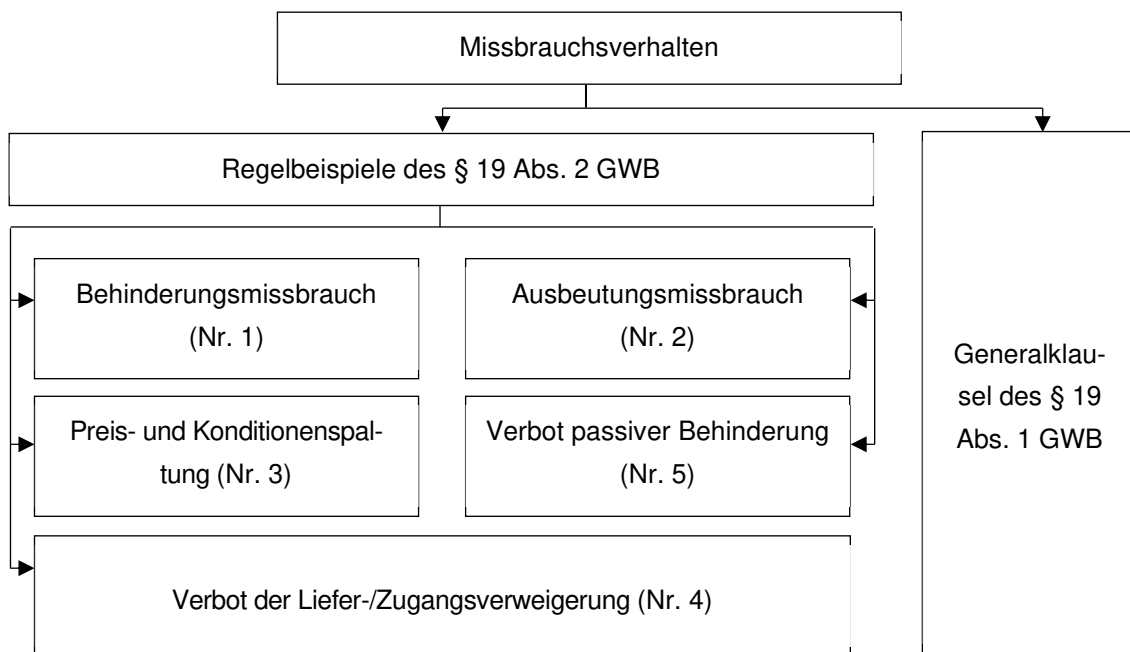 Missbrauchsverhalten
Regelbeispiele des § 19 Abs. 2 GWB
Behinderungsmissbrauch
(Nr. 1)
Ausbeutungsmissbrauch
(Nr. 2)
Preis- und Konditionenspal-
tung (Nr. 3)
Verbot passiver Behinderung
(Nr. 5)
Verbot der Liefer-/Zugangsverweigerung (Nr. 4)
Generalklau-
sel des § 19
Abs. 1 GWB